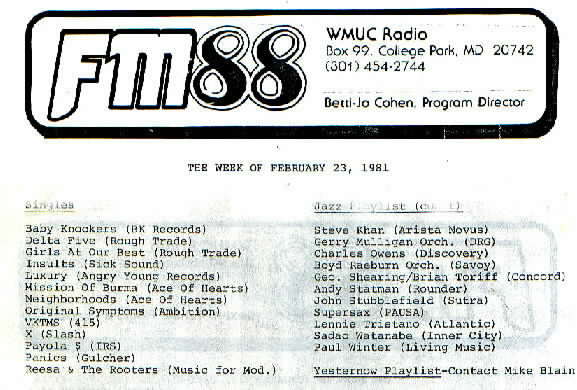 FM88
WMUC Radio
Box 99, College Park, MD 20742
(301) 454-2744
Betti-Jo Cohen, Program Director
THE WEEK OF FEBRUARY 23, 1981
Singles
Baby Knockers (BK Records)
Delta Five (Rough Trade)
Girls At Our Best (Rough Trade)
Insults (Sick Sound)
Luxury (Angry Young Records)
Mission Of Burma (Ace Of Hearts)
Neighborhoods (Ace Of Hearts)
Original Symptoms (Ambition)
VKTMS (415)
X (Slash)
Payola $ (IRS)
Panics (Gulcher)
Reesa & The Rooters (Music for Mod.)
Jazz Playlist (con't)
Steve Khan (Arista Novus)
Gerry Mulligan Orch. (DRG)
Charles Owens (Discovery)
Boyd Raeburn Orch. (Savoy)
Geo. Shearing/Brian Toriff (Concord)
Andy Statman (Rounder)
John Stubblefield (Sutra)
Supersax (PAUSA)
Lennie Tristano (Atlantic)
Sadao Watanabe (Inner City)
Paul Winter (Living Music)
Yesternow Playlist-Contact Mike Blain